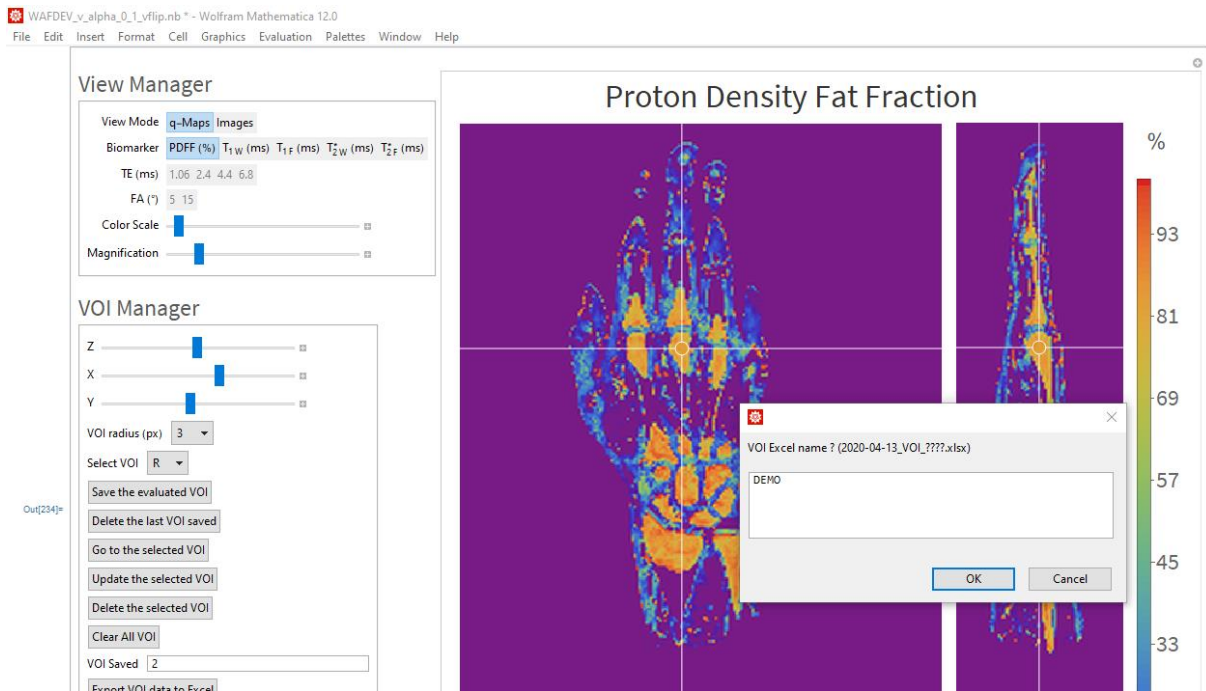 WAFDEV_v_alpha_0_1_vflip.nb * - Wolfram Mathematica 12.0
File Edit Insert Format Cell Graphics Evaluation Palettes Window Help
View Manager
View Mode q-Maps Images
Biomarker PDFF (%) T1 W (ms) T1 F (ms) T*2 W (ms) T*2 F (ms)
TE (ms) 1.06 2.4 4.4 6.8
FA (°) 5 15
Color Scale
Magnification
VOI Manager
Z
X
Y
VOI radius (px) 3
Select VOI R
Save the evaluated VOI
Out[234]=
Delete the last VOI saved
Go to the selected VOI
Update the selected VOI
Delete the selected VOI
Clear All VOI
VOI Saved 2
Export VOI data to Excel
Proton Density Fat Fraction
%
93
81
69
57
45
33
VOI Excel name ? (2020-04-13_VOI_????.xlsx)
DEMO
OK Cancel